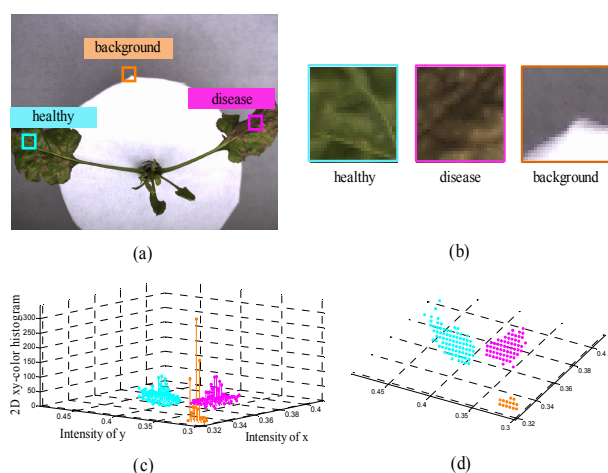 background
disease
healthy
(a)
healthy
disease
background
(b)
2D xy-color histogram
300
250
200
150
100
50
0
0.45
0.4
0.35
0.3
Intensity of y
0.32
0.34
0.36
0.38
0.4
Intensity of x
(c)
0.45
0.4
0.35
0.3
0.32
0.34
0.36
0.38
0.4
(d)